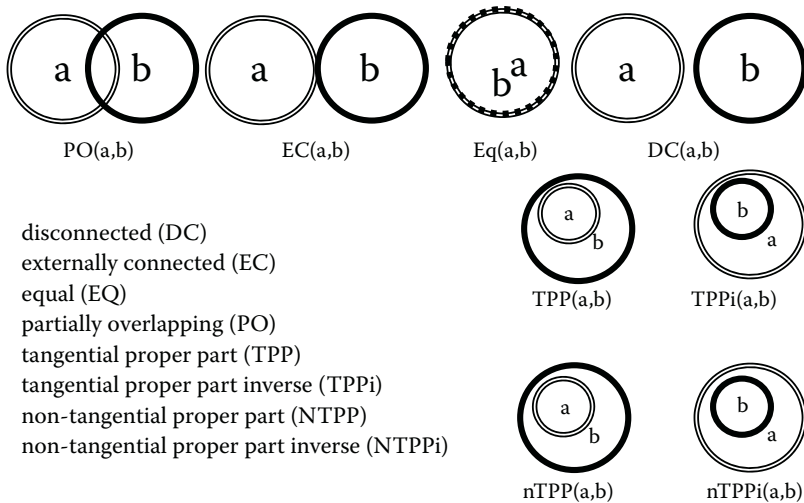 a b a b b a a b
PO(a,b) EC(a,b) Eq(a,b) DC(a,b)
disconnected (DC)
externally connected (EC)
equal (EQ)
partially overlapping (PO)
tangential proper part (TPP)
tangential proper part inverse (TPPi)
non-tangential proper part (NTPP)
non-tangential proper part inverse (NTPPi)
a b b a
TPP(a,b) TPPi(a,b)
a b b a
nTPP(a,b) nTPPi(a,b)